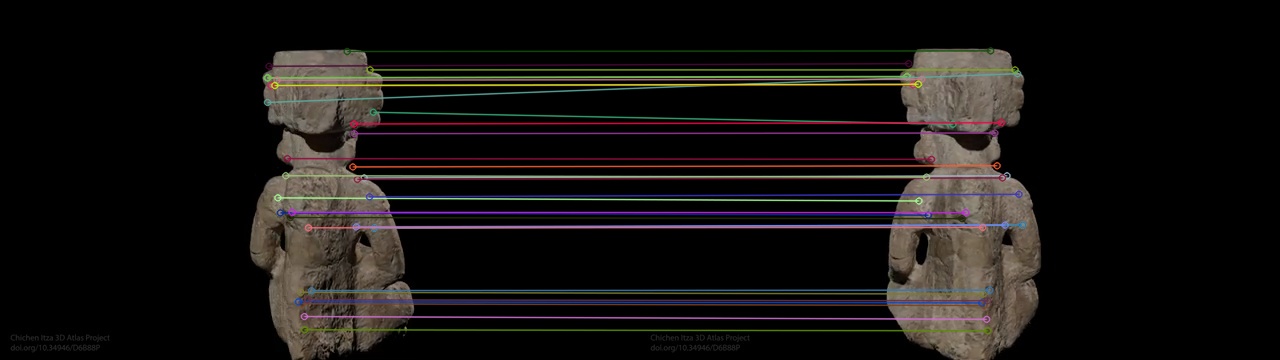 Chichen Itza 3D Atlas Project
doi.org/10.34946/D6B88P
Chichen Itza 3D Atlas Project
doi.org/10.34946/D6B88P